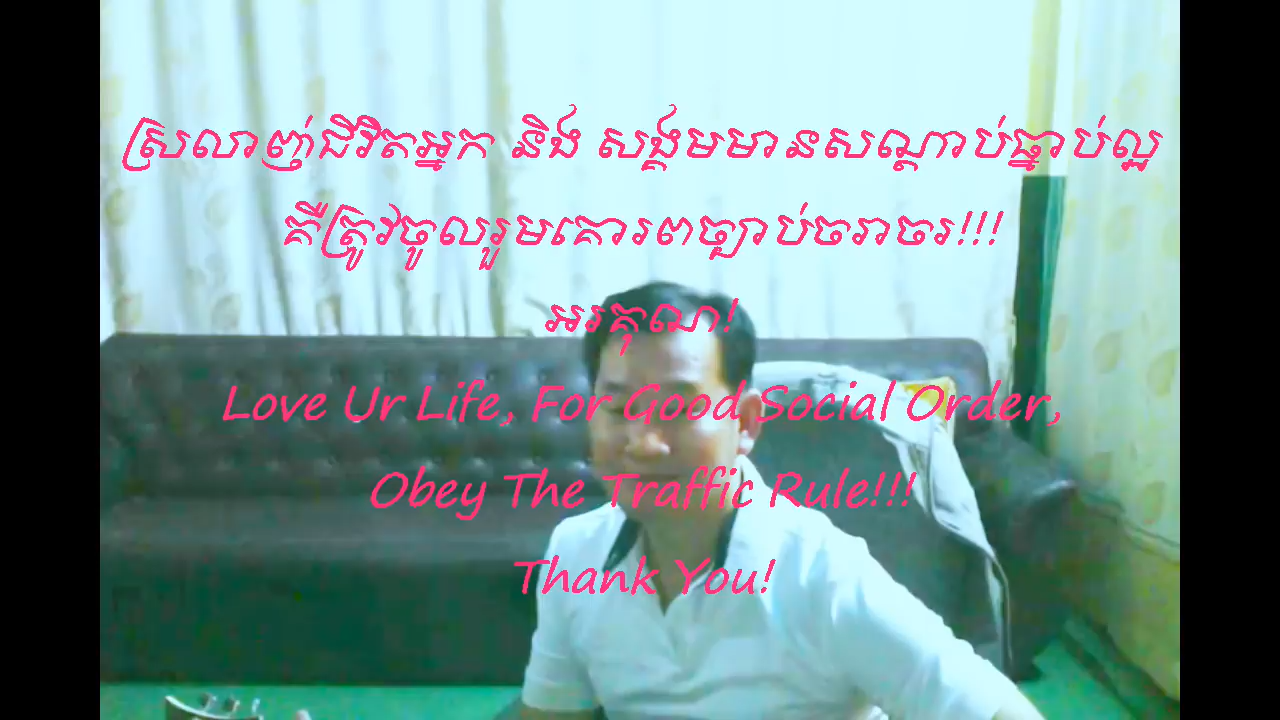 ស្រលាញ់ជីវិតអ្នក និង សង្គមមានសណ្តាប់ធ្នាប់ល្អ
គឺត្រូវចូលរួមគោរពច្បាប់ចរាចរ!!!
អរគុណ!
Love Ur Life, For Good Social Order,
Obey The Traffic Rule!!!
Thank You!